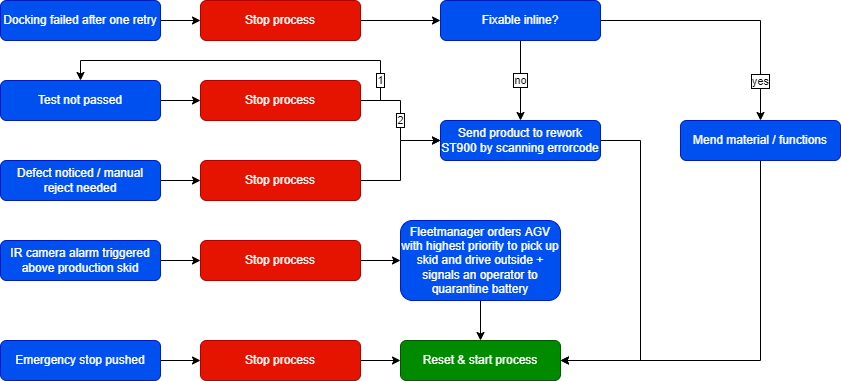 Docking failed after one retry
Stop process
Fixable inline?
1
no
yes
Test not passed
Stop process
2
Send product to rework
ST900 by scanning errorcode
Mend material / functions
Defect noticed / manual
reject needed
Stop process
IR camera alarm triggered
above production skid
Stop process
Fleetmanager orders AGV
with highest priority to pick up
skid and drive outside +
signals an operator to
quarantine battery
Emergency stop pushed
Stop process
Reset & start process